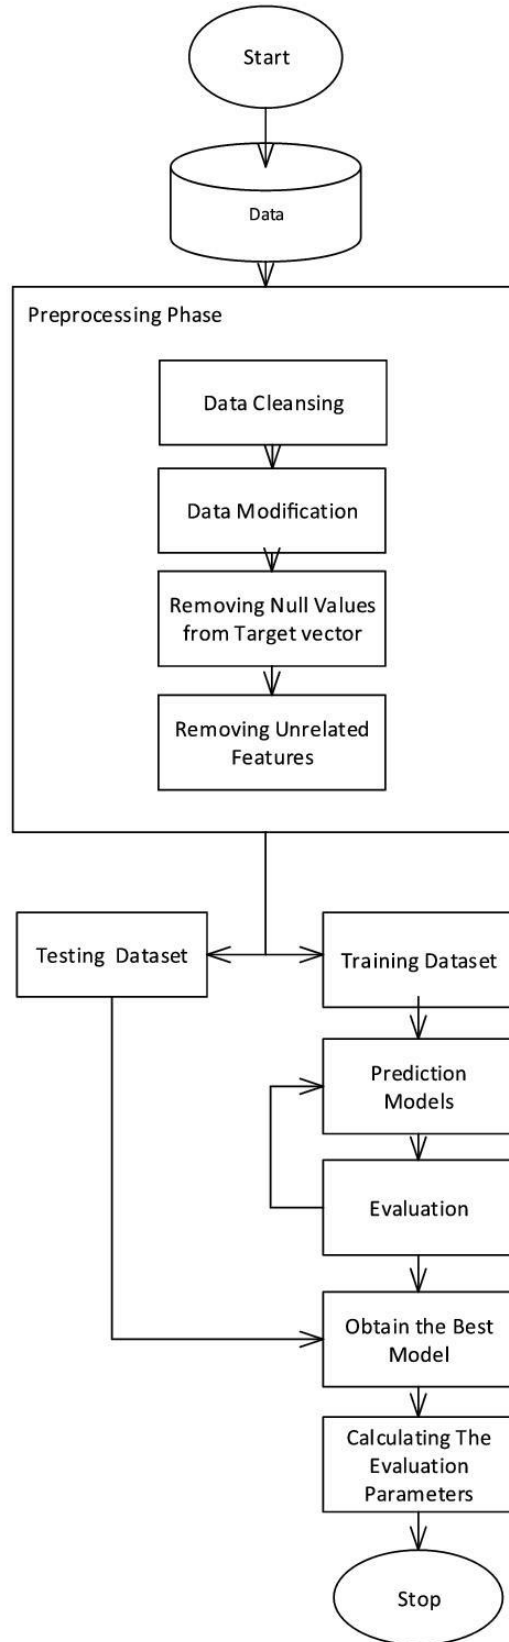 Start
Data
Preprocessing Phase
Data Cleansing
Data Modification
Removing Null Values
from Target vector
Removing Unrelated
Features
Testing Dataset
Training Dataset
Prediction
Models
Evaluation
Obtain the Best
Model
Calculating The
Evaluation
Parameters
Stop